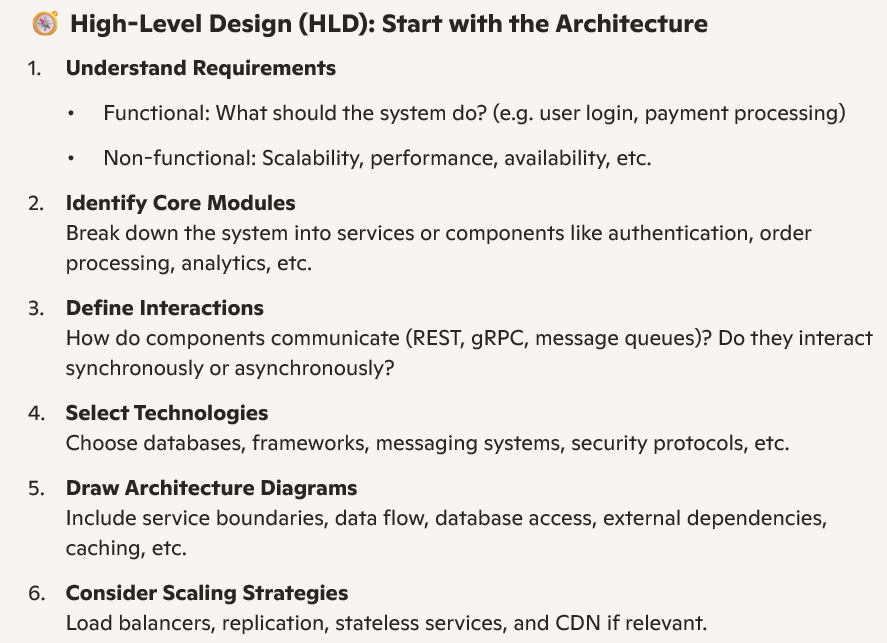 🧭 High-Level Design (HLD): Start with the Architecture
1. Understand Requirements
• Functional: What should the system do? (e.g. user login, payment processing)
• Non-functional: Scalability, performance, availability, etc.
2. Identify Core Modules
Break down the system into services or components like authentication, order
processing, analytics, etc.
3. Define Interactions
How do components communicate (REST, gRPC, message queues)? Do they interact
synchronously or asynchronously?
4. Select Technologies
Choose databases, frameworks, messaging systems, security protocols, etc.
5. Draw Architecture Diagrams
Include service boundaries, data flow, database access, external dependencies,
caching, etc.
6. Consider Scaling Strategies
Load balancers, replication, stateless services, and CDN if relevant.